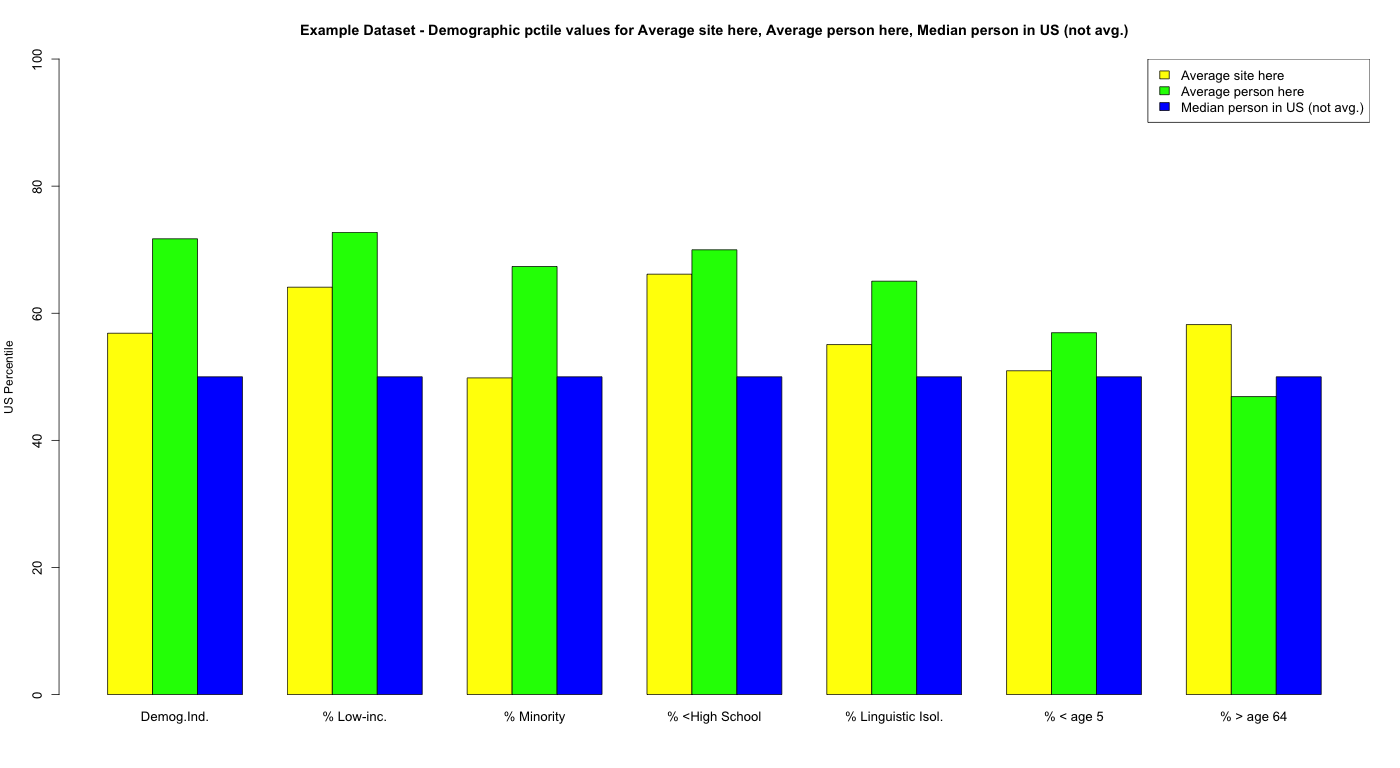 Example Dataset - Demographic pctile values for Average site here, Average person here, Median person in US (not avg.)
Average site here
Average person here
Median person in US (not avg.)
US Percentile
100
80
60
40
20
0
Demog.Ind.
% Low-inc.
% Minority
% <High School
% Linguistic Isol.
% < age 5
% > age 64